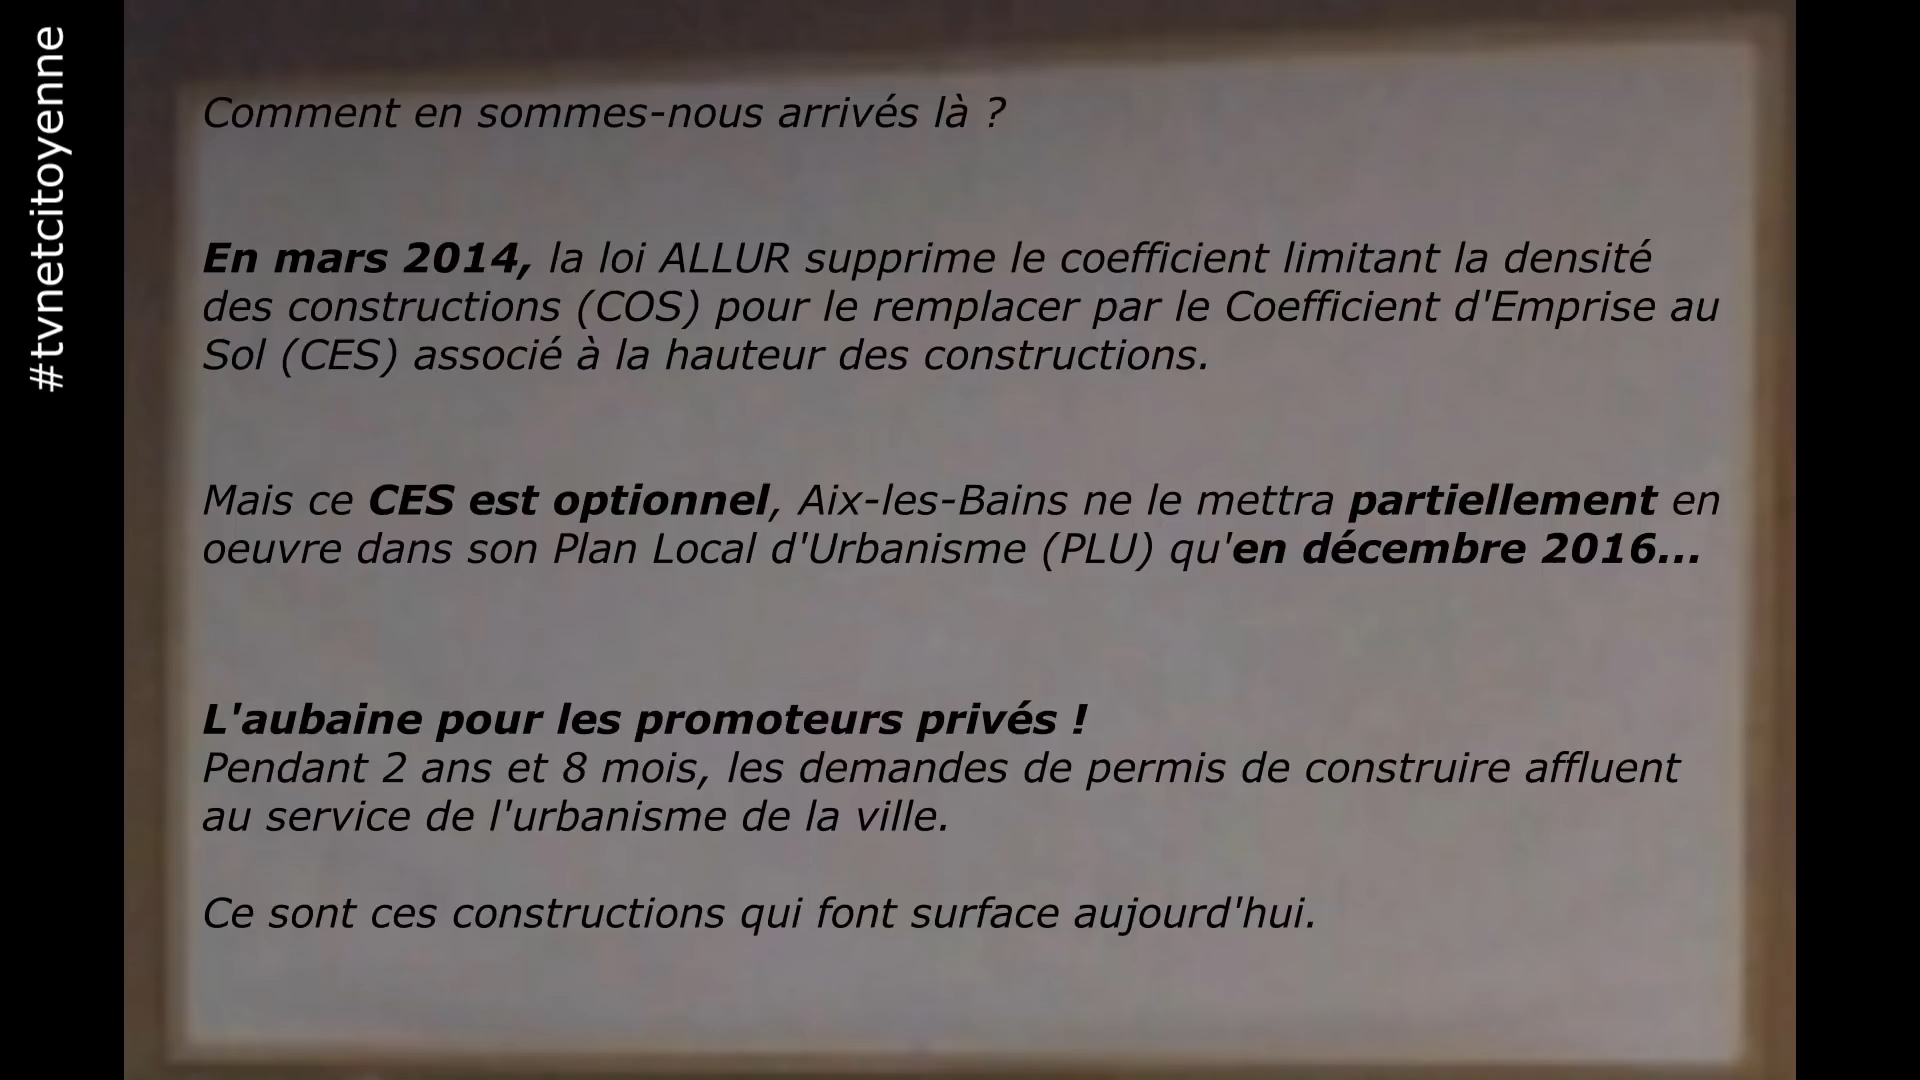 #tvnetcitoyenne
Comment en sommes-nous arrivés là ?
En mars 2014, la loi ALLUR supprime le coefficient limitant la densité
des constructions (COS) pour le remplacer par le Coefficient d'Emprise au
Sol (CES) associé à la hauteur des constructions.
Mais ce CES est optionnel, Aix-les-Bains ne le mettra partiellement en
oeuvre dans son Plan Local d'Urbanisme (PLU) qu'en décembre 2016...
L'aubaine pour les promoteurs privés !
Pendant 2 ans et 8 mois, les demandes de permis de construire affluent
au service de l'urbanisme de la ville.
Ce sont ces constructions qui font surface aujourd'hui.